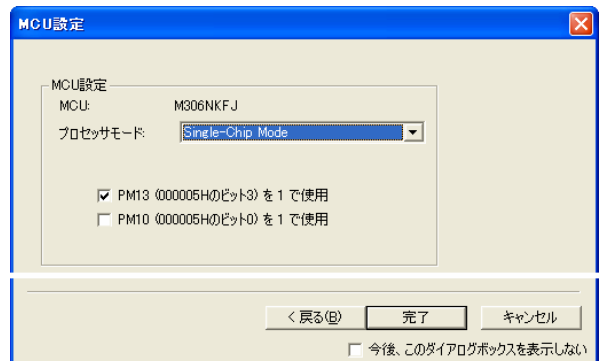 MCU設定
MCU設定
MCU: M306NKFJ
プロセッサモード: Single-Chip Mode
PM13 (000005Hのビット3) を 1 で使用
PM10 (000005Hのビット0) を 1 で使用
< 戻る(B) 完了 キャンセル
今後、このダイアログボックスを表示しない